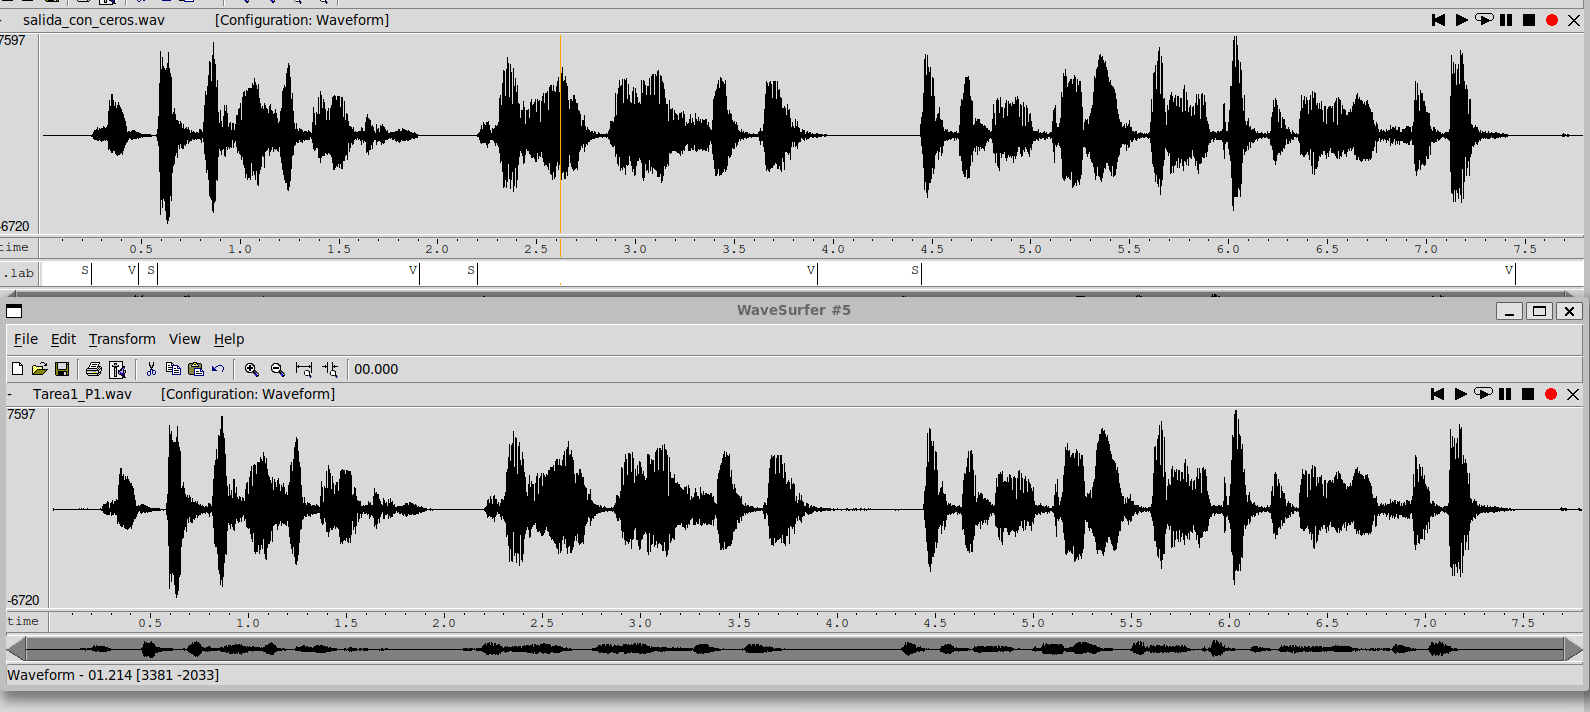 salida_con_ceros.wav [Configuration: Waveform]
7597
-6720
time 0.5 1.0 1.5 2.0 2.5 3.0 3.5 4.0 4.5 5.0 5.5 6.0 6.5 7.0 7.5
.lab S V S V S V S V
WaveSurfer #5
File Edit Transform View Help
00.000
- Tarea1_P1.wav [Configuration: Waveform]
7597
-6720
time 0.5 1.0 1.5 2.0 2.5 3.0 3.5 4.0 4.5 5.0 5.5 6.0 6.5 7.0 7.5
Waveform - 01.214 [3381 -2033]